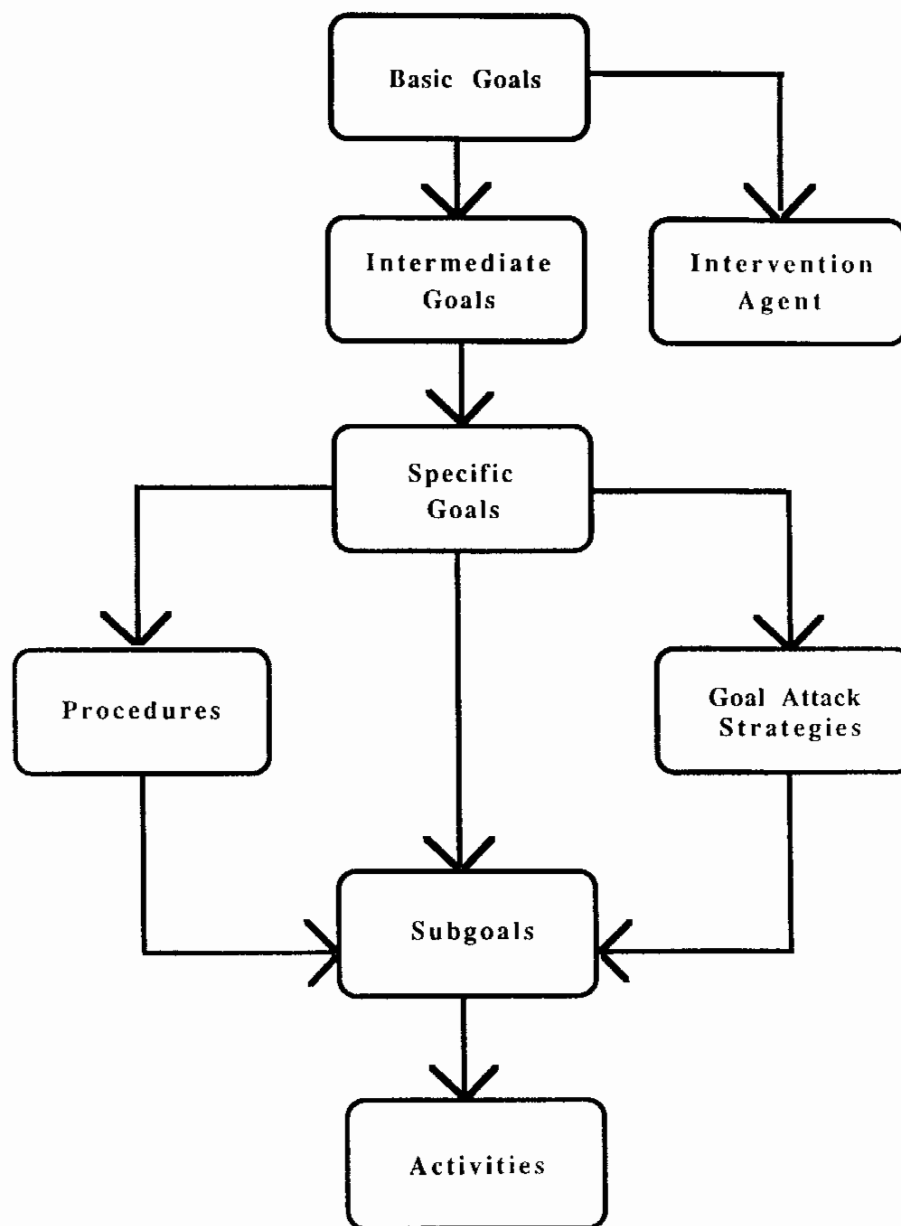 Basic Goals
Intermediate
Goals
Intervention
Agent
Specific
Goals
Procedures
Goal Attack
Strategies
Subgoals
Activities